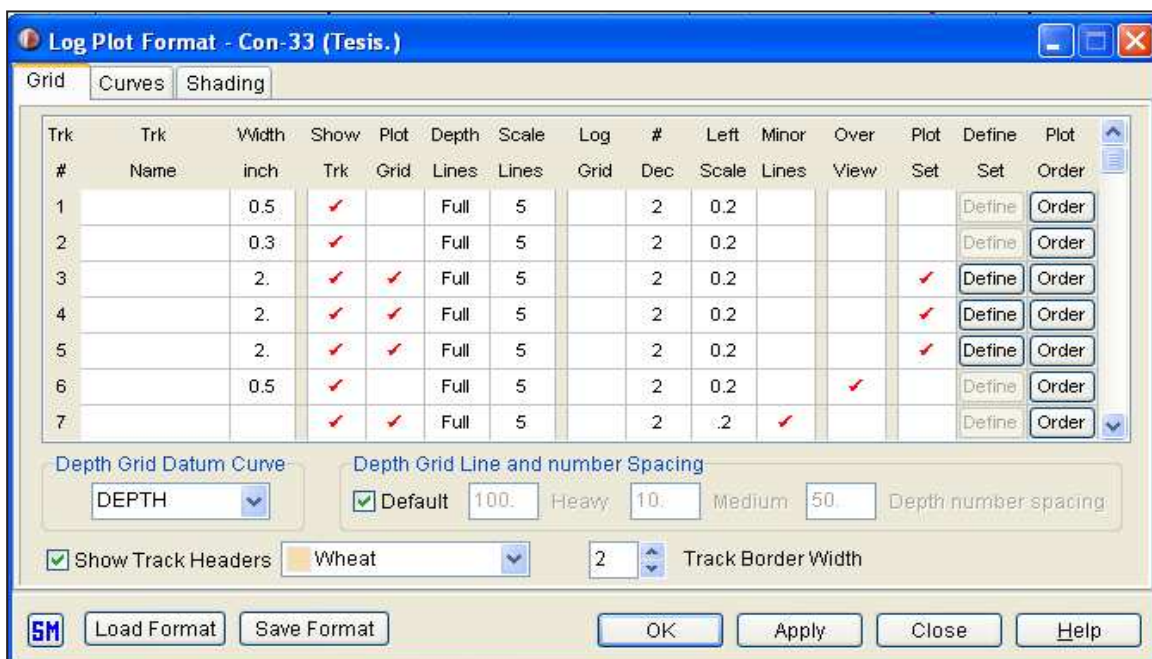 Log Plot Format - Con-33 (Tesis.)
Grid Curves Shading
Trk Trk Width Show Plot Depth Scale Log # Left Minor Over Plot Define Plot
# Name inch Trk Grid Lines Lines Grid Dec Scale Lines View Set Set Order
1 0.5 Full 5 2 0.2 Define Order
2 0.3 Full 5 2 0.2 Define Order
3 2. Full 5 2 0.2 Define Order
4 2. Full 5 2 0.2 Define Order
5 2. Full 5 2 0.2 Define Order
6 0.5 Full 5 2 0.2 Define Order
7 Full 5 2 .2 Define Order
Depth Grid Datum Curve Depth Grid Line and number Spacing
DEPTH Default 100. Heavy 10. Medium 50. Depth number spacing
Show Track Headers Wheat 2 Track Border Width
SM Load Format Save Format OK Apply Close Help